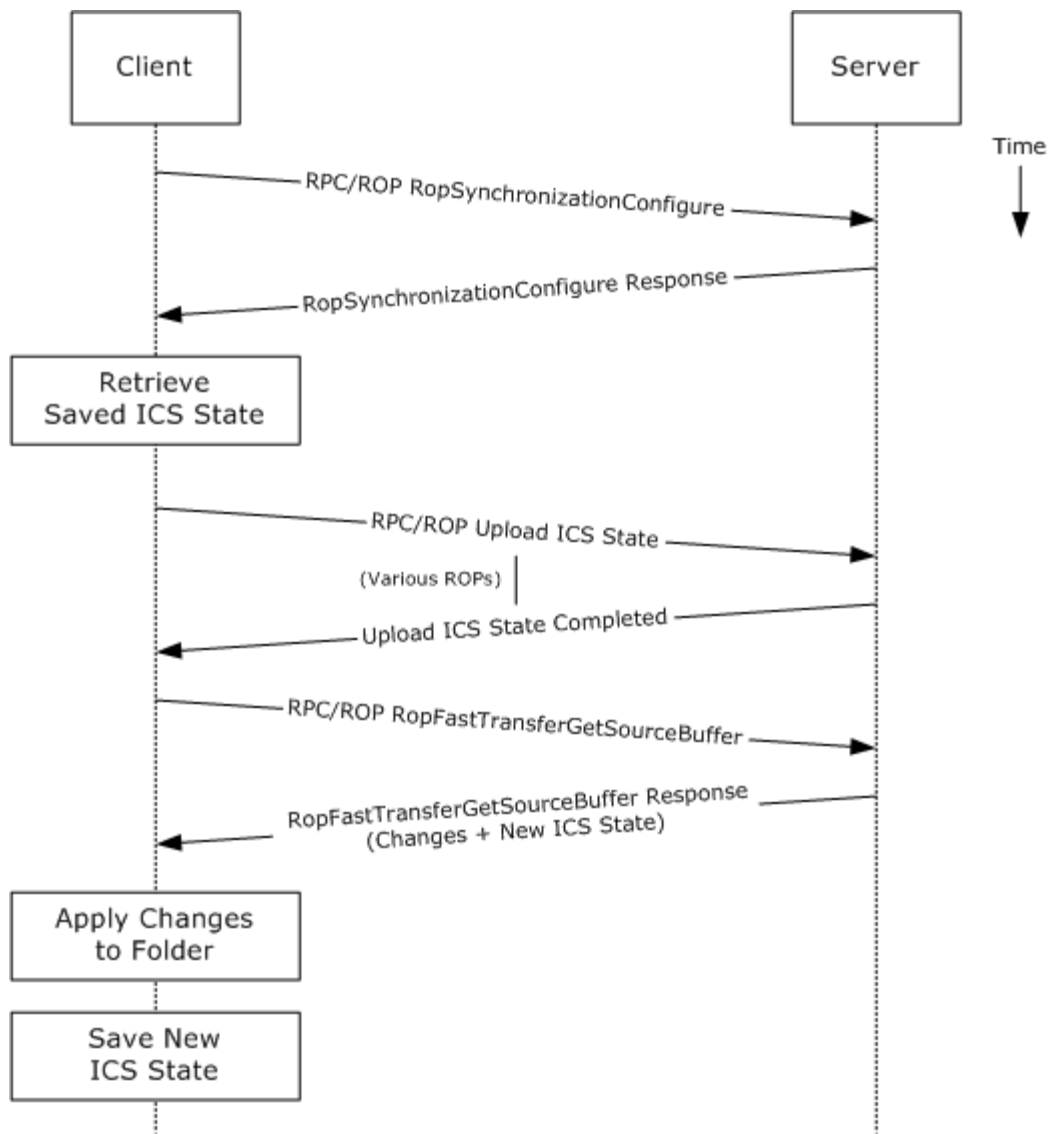 Client
Server
Time
RPC/ROP RopSynchronizationConfigure
RopSynchronizationConfigure Response
Retrieve
Saved ICS State
RPC/ROP Upload ICS State
(Various ROPs)
Upload ICS State Completed
RPC/ROP RopFastTransferGetSourceBuffer
RopFastTransferGetSourceBuffer Response
(Changes + New ICS State)
Apply Changes
to Folder
Save New
ICS State